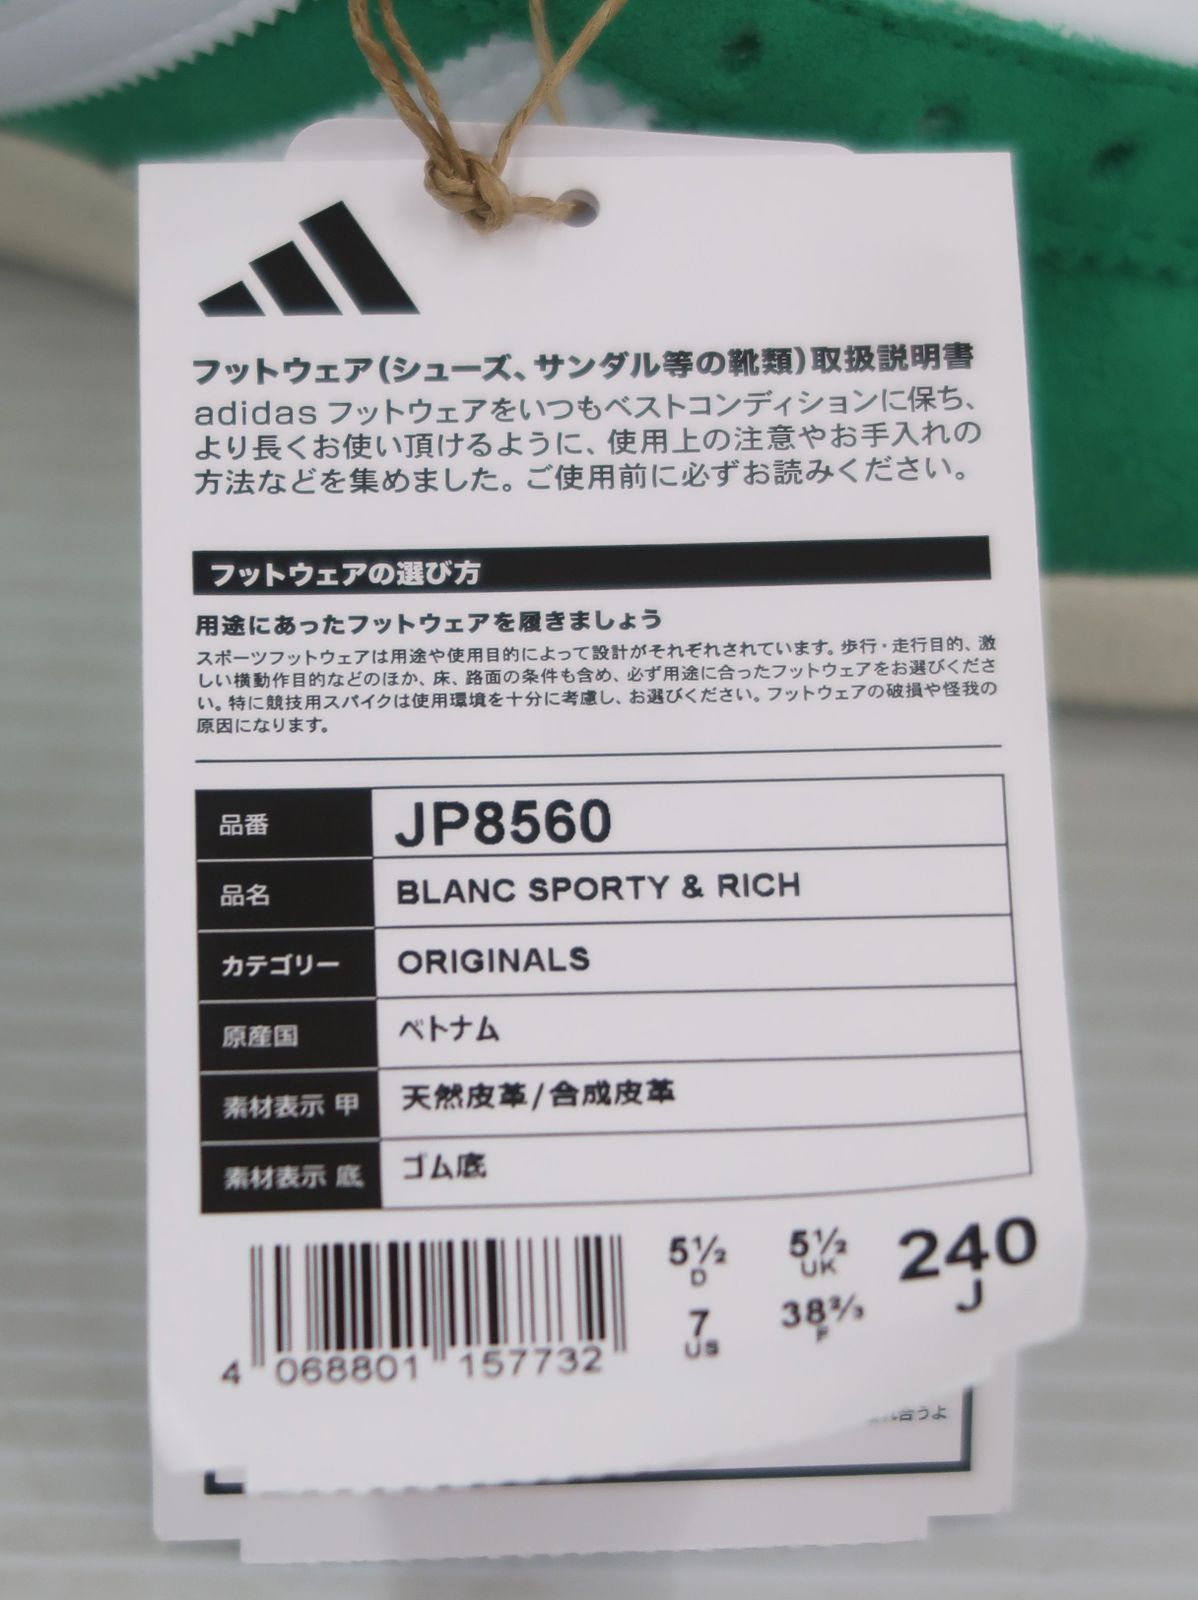 フットウェア(シューズ、サンダル等の靴類)取扱説明書
adidas フットウェアをいつもベストコンディションに保ち、
より長くお使い頂けるように、使用上の注意やお手入れの
方法などを集めました。ご使用前に必ずお読みください。
フットウェアの選び方
用途にあったフットウェアを履きましょう
スポーツフットウェアは用途や使用目的によって設計がそれぞれされています。歩行・走行目的、激
しい横動作目的などのほか、床、路面の条件も含め、必ず用途に合ったフットウェアをお選びくださ
い。特に競技用スパイクは使用環境を十分に考慮し、お選びください。フットウェアの破損や怪我の
原因になります。
品番 JP8560
品名 BLANC SPORTY & RICH
カテゴリー ORIGINALS
原産国 ベトナム
素材表示 甲 天然皮革/合成皮革
素材表示 底 ゴム底
5½ 5½ 240
D UK J
7 38⅔
US F
4 068801 157732
合うよ